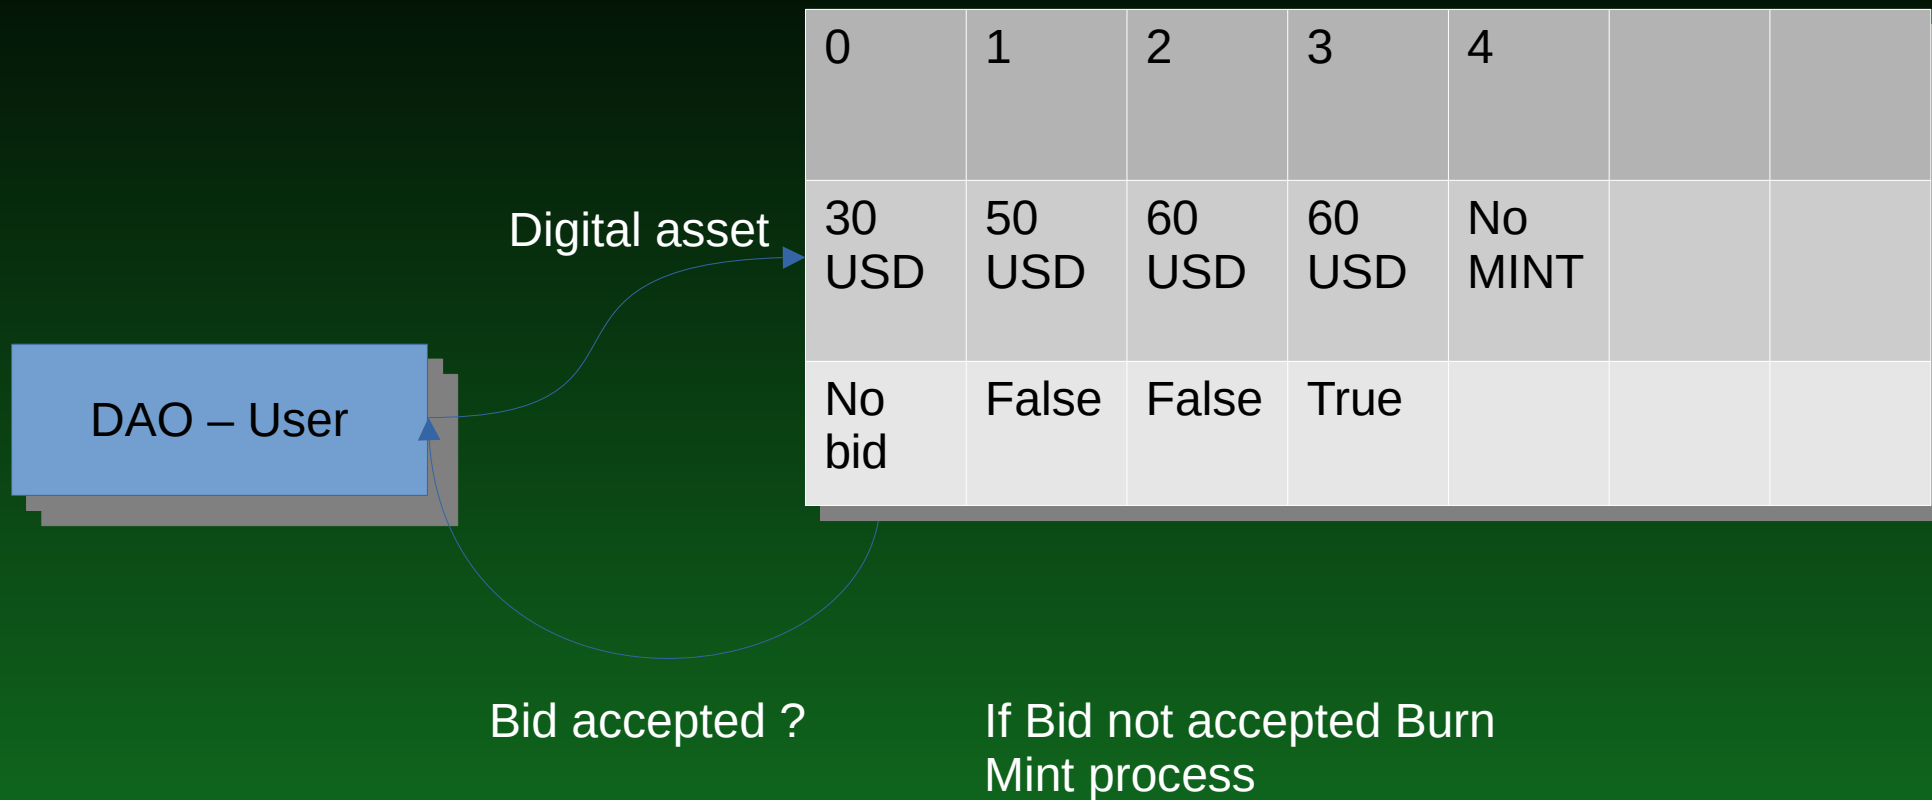 0 1 2 3 4
Digital asset
30 USD 50 USD 60 USD 60 USD No MINT
DAO – User
No bid False False True
Bid accepted ?
If Bid not accepted Burn
Mint process